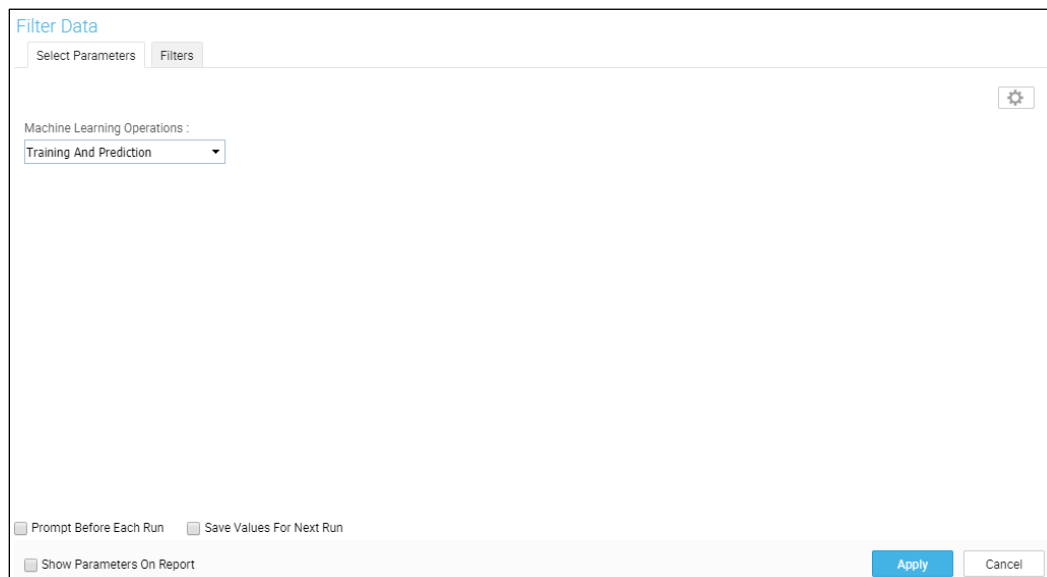 Filter Data
Select Parameters Filters
Machine Learning Operations :
Training And Prediction
Prompt Before Each Run Save Values For Next Run
Show Parameters On Report Apply Cancel